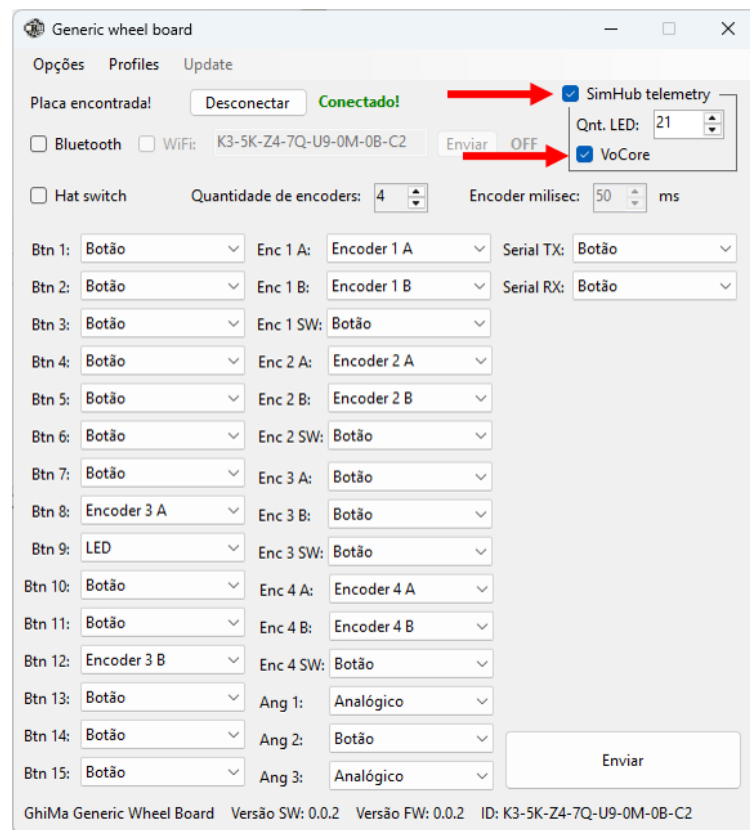 Generic wheel board
Opções Profiles Update
Placa encontrada! Desconectar Conectado! SimHub telemetry
Qnt. LED: 21
Bluetooth WiFi: K3-5K-Z4-7Q-U9-0M-0B-C2 Enviar OFF VoCore
Hat switch Quantidade de encoders: 4 Encoder milisec: 50 ms
Btn 1: Botão Enc 1 A: Encoder 1 A Serial TX: Botão
Btn 2: Botão Enc 1 B: Encoder 1 B Serial RX: Botão
Btn 3: Botão Enc 1 SW: Botão
Btn 4: Botão Enc 2 A: Encoder 2 A
Btn 5: Botão Enc 2 B: Encoder 2 B
Btn 6: Botão Enc 2 SW: Botão
Btn 7: Botão Enc 3 A: Botão
Btn 8: Encoder 3 A Enc 3 B: Botão
Btn 9: LED Enc 3 SW: Botão
Btn 10: Botão Enc 4 A: Encoder 4 A
Btn 11: Botão Enc 4 B: Encoder 4 B
Btn 12: Encoder 3 B Enc 4 SW: Botão
Btn 13: Botão Ang 1: Analógico
Btn 14: Botão Ang 2: Botão Enviar
Btn 15: Botão Ang 3: Analógico
GhiMa Generic Wheel Board Versão SW: 0.0.2 Versão FW: 0.0.2 ID: K3-5K-Z4-7Q-U9-0M-0B-C2